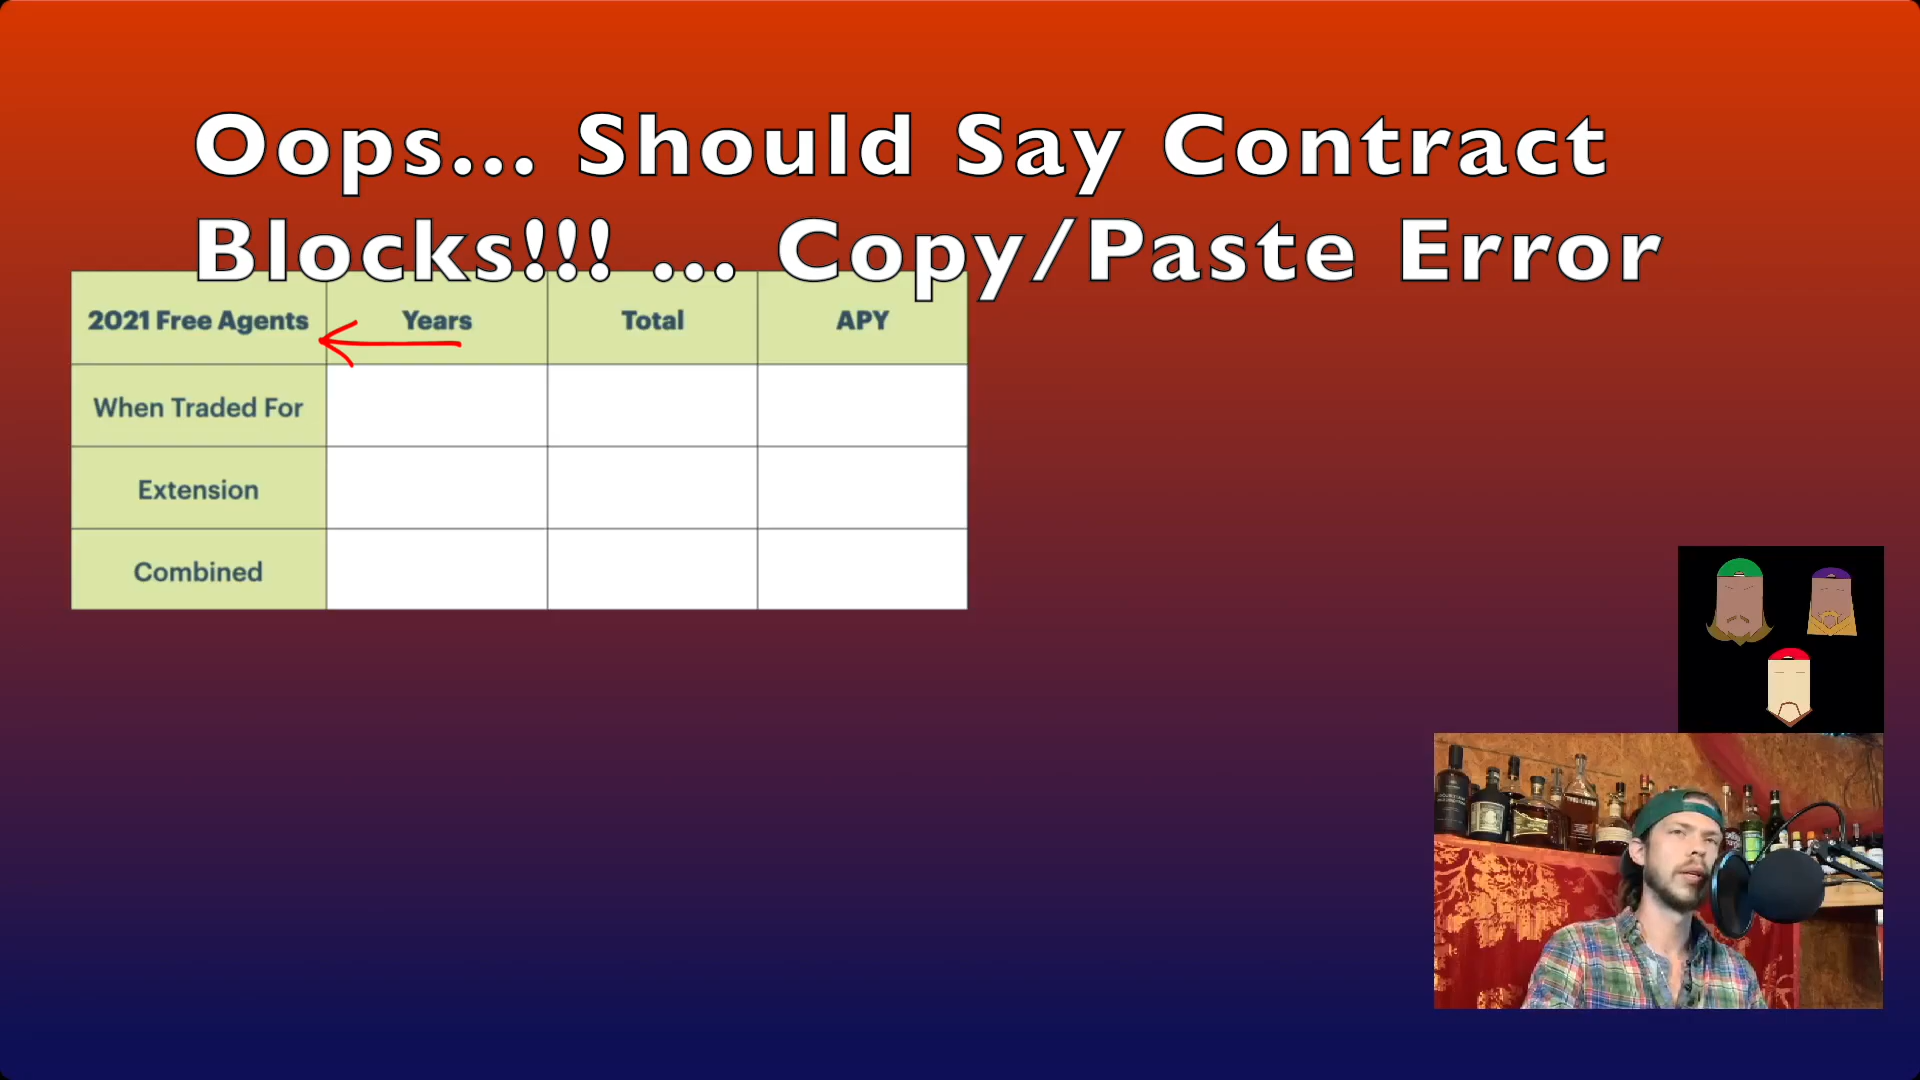 Oops... Should Say Contract
Blocks!!! ... Copy/Paste Error
2021 Free Agents Years Total APY
When Traded For
Extension
Combined